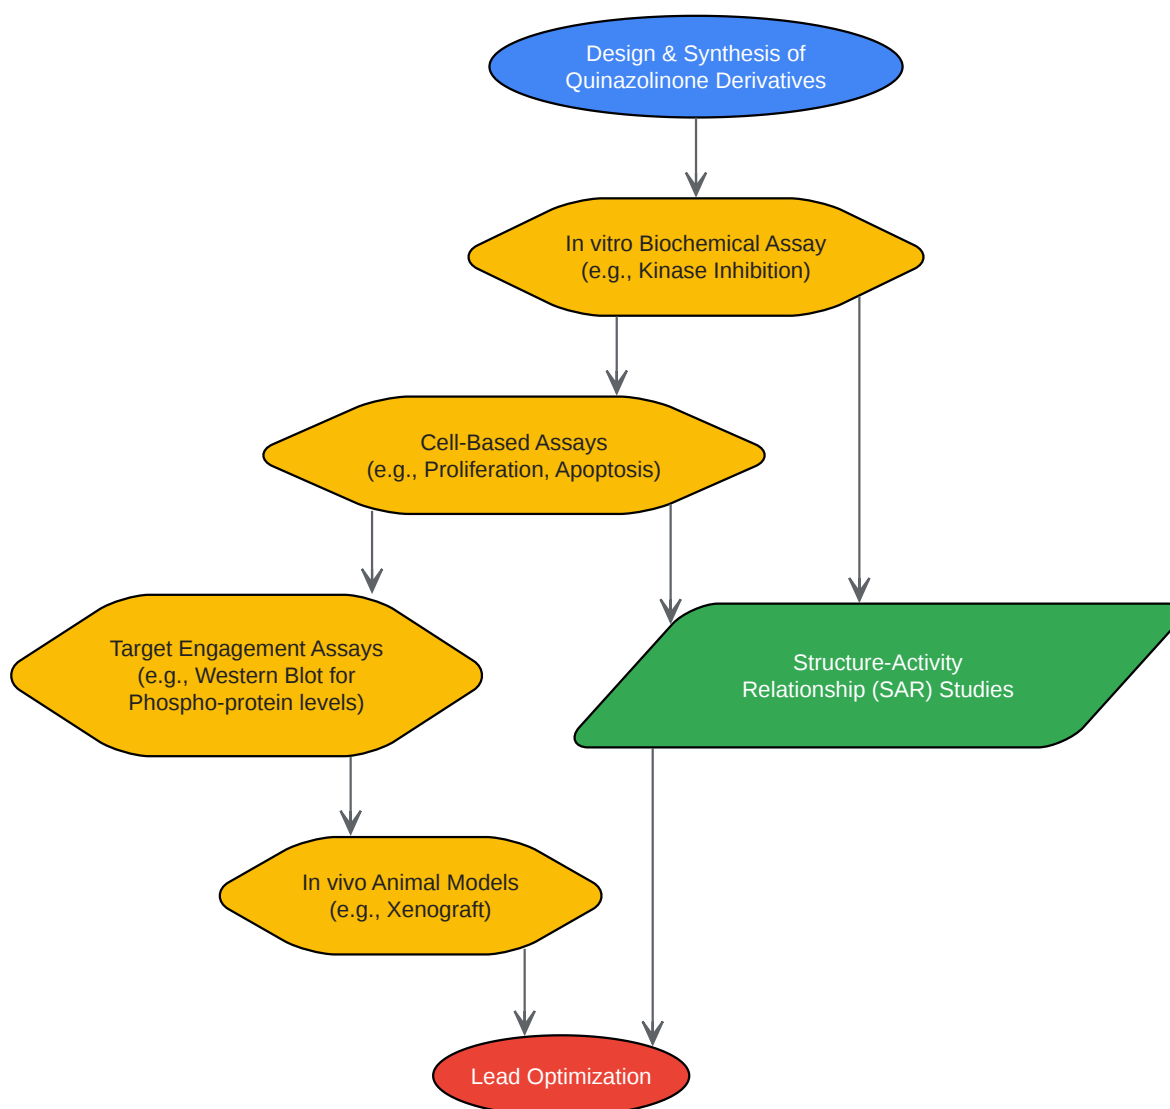 Design & Synthesis of
Quinazolinone Derivatives
In vitro Biochemical Assay
(e.g., Kinase Inhibition)
Cell-Based Assays
(e.g., Proliferation, Apoptosis)
Target Engagement Assays
(e.g., Western Blot for
Phospho-protein levels)
Structure-Activity
Relationship (SAR) Studies
In vivo Animal Models
(e.g., Xenograft)
Lead Optimization